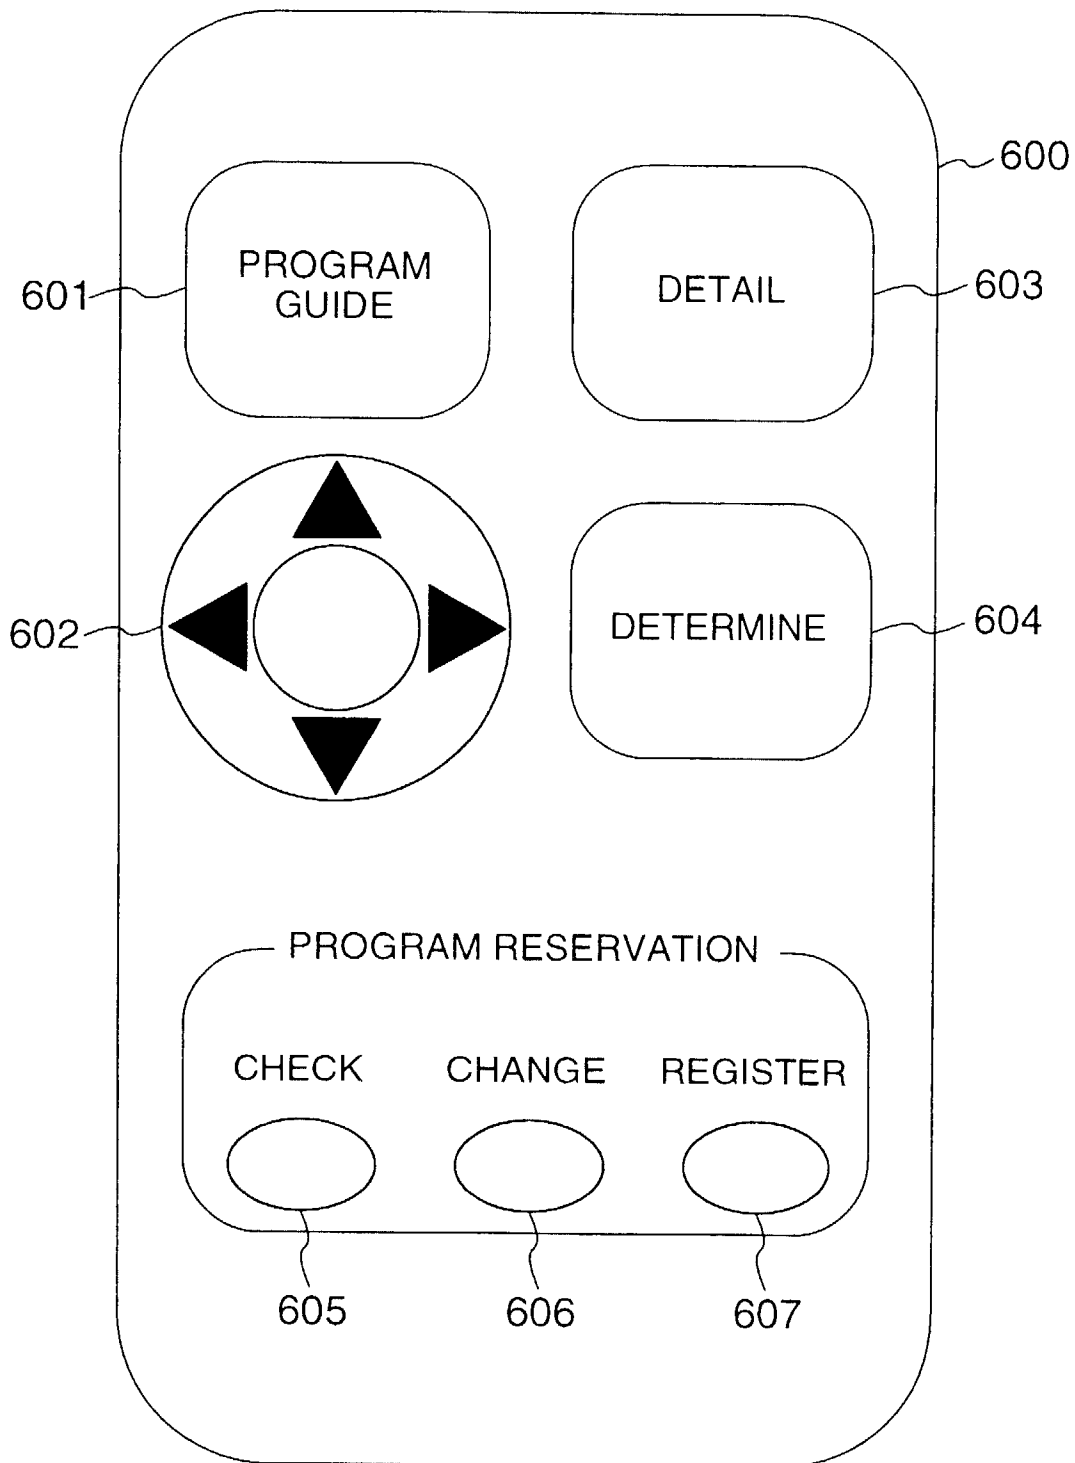 600
PROGRAM
GUIDE
DETAIL
601
603
602
DETERMINE
604
PROGRAM RESERVATION
CHECK
CHANGE
REGISTER
605
606
607